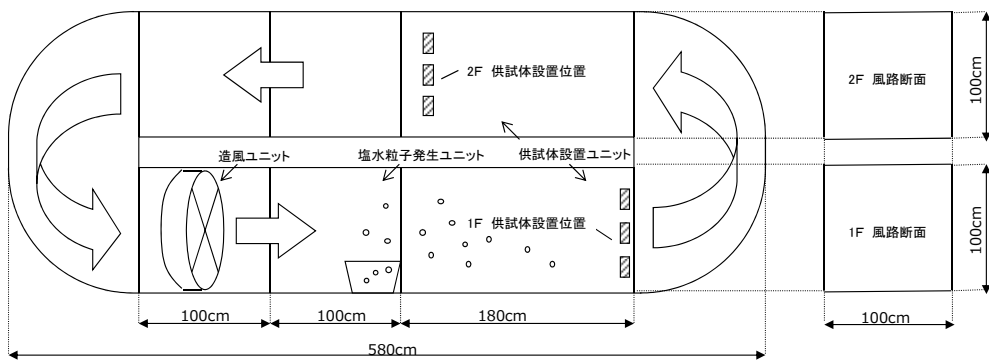 2F 供試体設置位置
2F 風路断面
100cm
造風ユニット
塩水粒子発生ユニット
供試体設置ユニット
1F 供試体設置位置
1F 風路断面
100cm
100cm
100cm
180cm
100cm
580cm